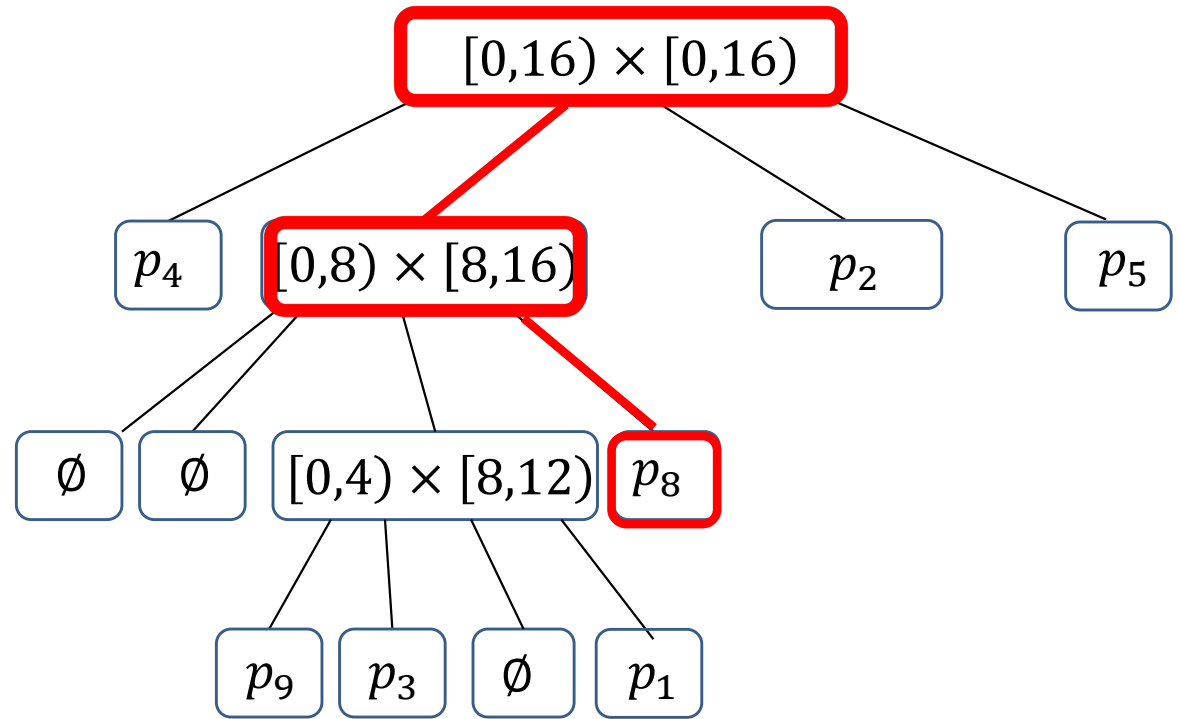 [0,16) × [0,16)
p₄ [0,8) × [8,16) p₂ p₅
∅ ∅ [0,4) × [8,12) p₈
p₉ p₃ ∅ p₁